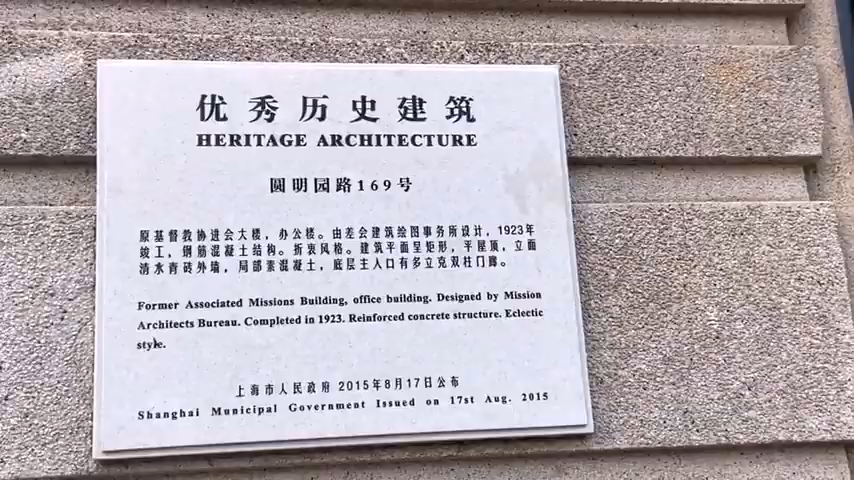 优秀历史建筑
HERITAGE ARCHITECTURE
圆明园路169号
原基督教协进会大楼，办公楼。由差会建筑绘图事务所设计，1923年
竣工，钢筋混凝土结构。折衷风格。建筑平面呈矩形，平屋顶，立面
清水青砖外墙，局部素混凝土，底层主入口有多立克双柱门廊。
Former Associated Missions Building, office building. Designed by Mission
Architects Bureau. Completed in 1923. Reinforced concrete structure. Eclectic
style.
上海市人民政府 2015年8月17日公布
Shanghai Municipal Government Issued on 17st Aug. 2015